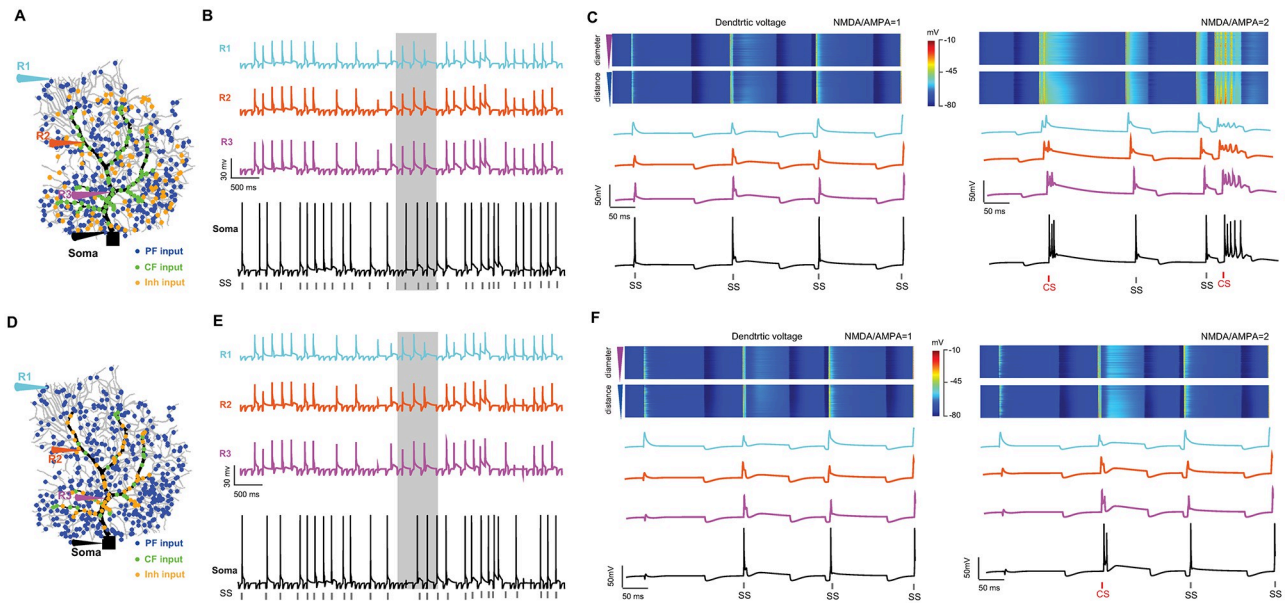 A
R1
R2
R3
Soma
PF input
CF input
Inh input
B
R1
R2
R3
30 mv
500 ms
Soma
SS
C
Dendtrtic voltage
NMDA/AMPA=1
diameter
distance
mV
-10
-45
-80
NMDA/AMPA=2
50mV
50 ms
50mV
50 ms
SS
SS
SS
SS
CS
SS
SS
CS
D
R1
R2
R3
Soma
PF input
CF input
Inh input
E
R1
R2
R3
30 mv
500 ms
Soma
SS
F
Dendtrtic voltage
NMDA/AMPA=1
diameter
distance
mV
-10
-45
-80
NMDA/AMPA=2
50mV
50 ms
50mV
50 ms
SS
SS
SS
CS
SS
SS